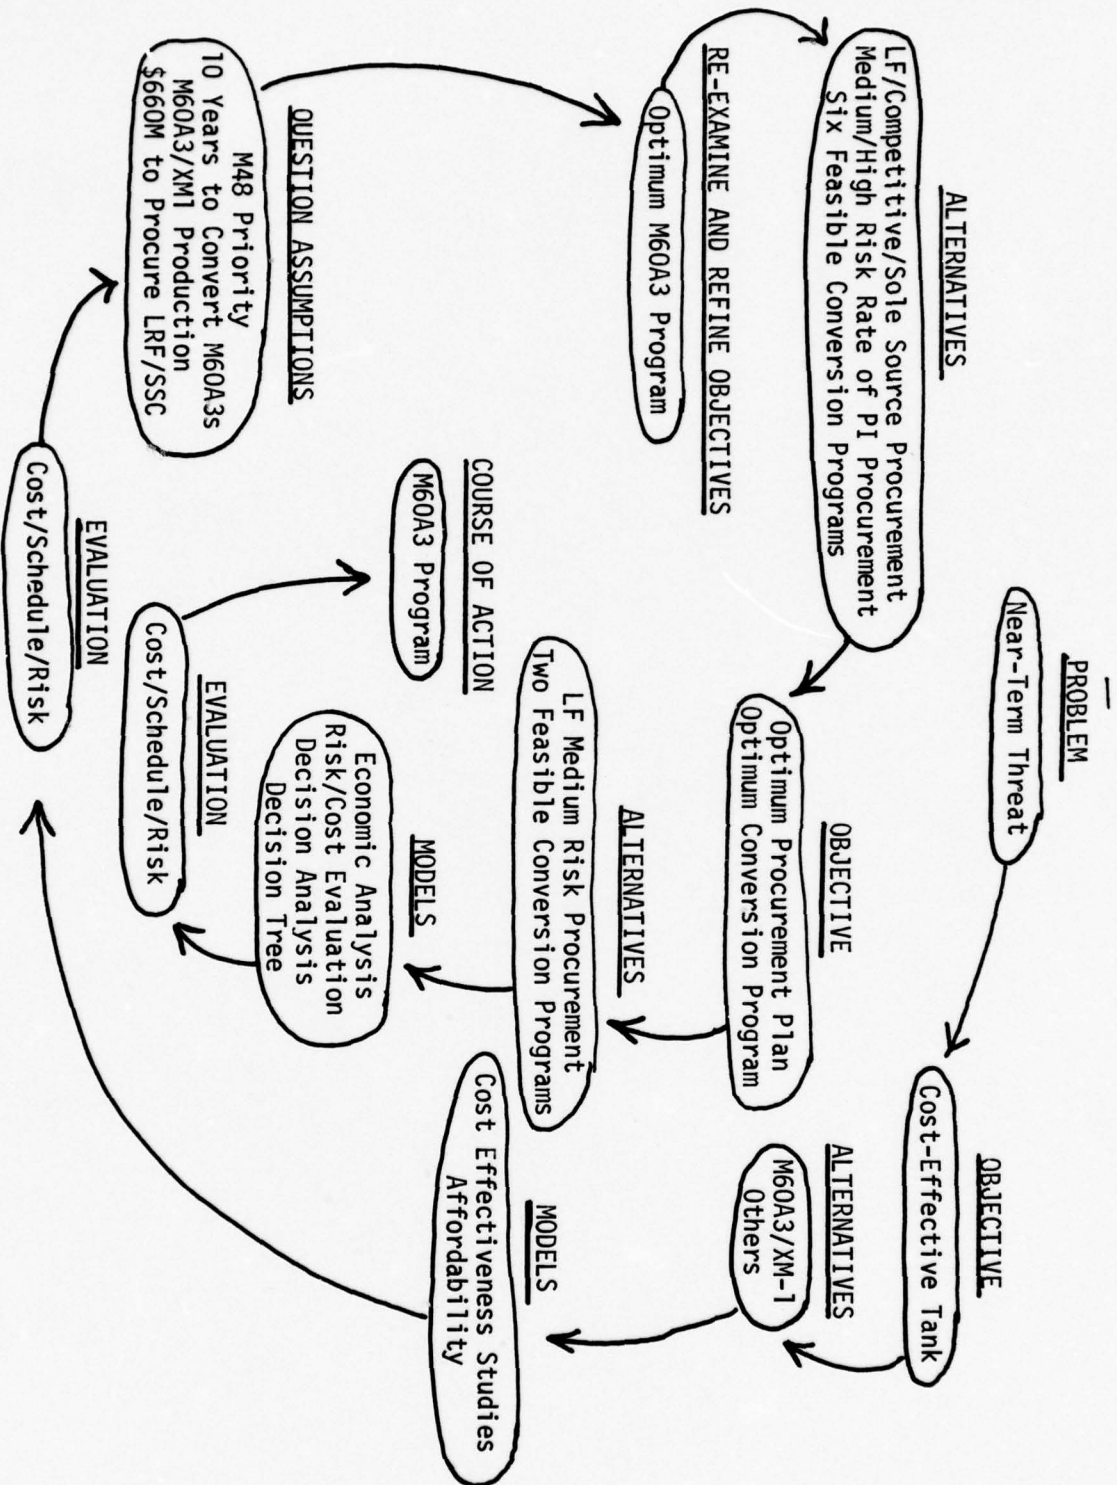 PROBLEM
Near-Term Threat
OBJECTIVE
Cost-Effective Tank
ALTERNATIVES
M60A3/XM-1
Others
MODELS
Cost Effectiveness Studies
Affordability
EVALUATION
Cost/Schedule/Risk
QUESTION ASSUMPTIONS
M48 Priority
10 Years to Convert M60A3s
M60A3/XM1 Production
$660M to Procure LRF/SSC
RE-EXAMINE AND REFINE OBJECTIVES
Optimum M60A3 Program
ALTERNATIVES
LF/Competitive/Sole Source Procurement
Medium/High Risk Rate of PI Procurement
Six Feasible Conversion Programs
OBJECTIVE
Optimum Procurement Plan
Optimum Conversion Program
ALTERNATIVES
LF Medium Risk Procurement
Two Feasible Conversion Programs
MODELS
Economic Analysis
Risk/Cost Evaluation
Decision Analysis
Decision Tree
EVALUATION
Cost/Schedule/Risk
COURSE OF ACTION
M60A3 Program